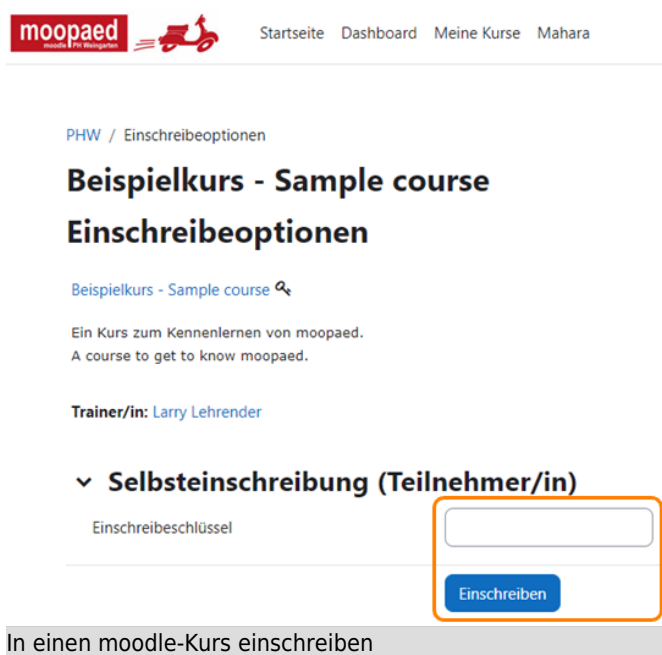 moopaed
moodle PH Weingarten
Startseite Dashboard Meine Kurse Mahara
PHW / Einschreibeoptionen
Beispielkurs - Sample course
Einschreibeoptionen
Beispielkurs - Sample course
Ein Kurs zum Kennenlernen von moopaed.
A course to get to know moopaed.
Trainer/in: Larry Lehrender
Selbsteinschreibung (Teilnehmer/in)
Einschreibeschlüssel
Einschreiben
In einen moodle-Kurs einschreiben